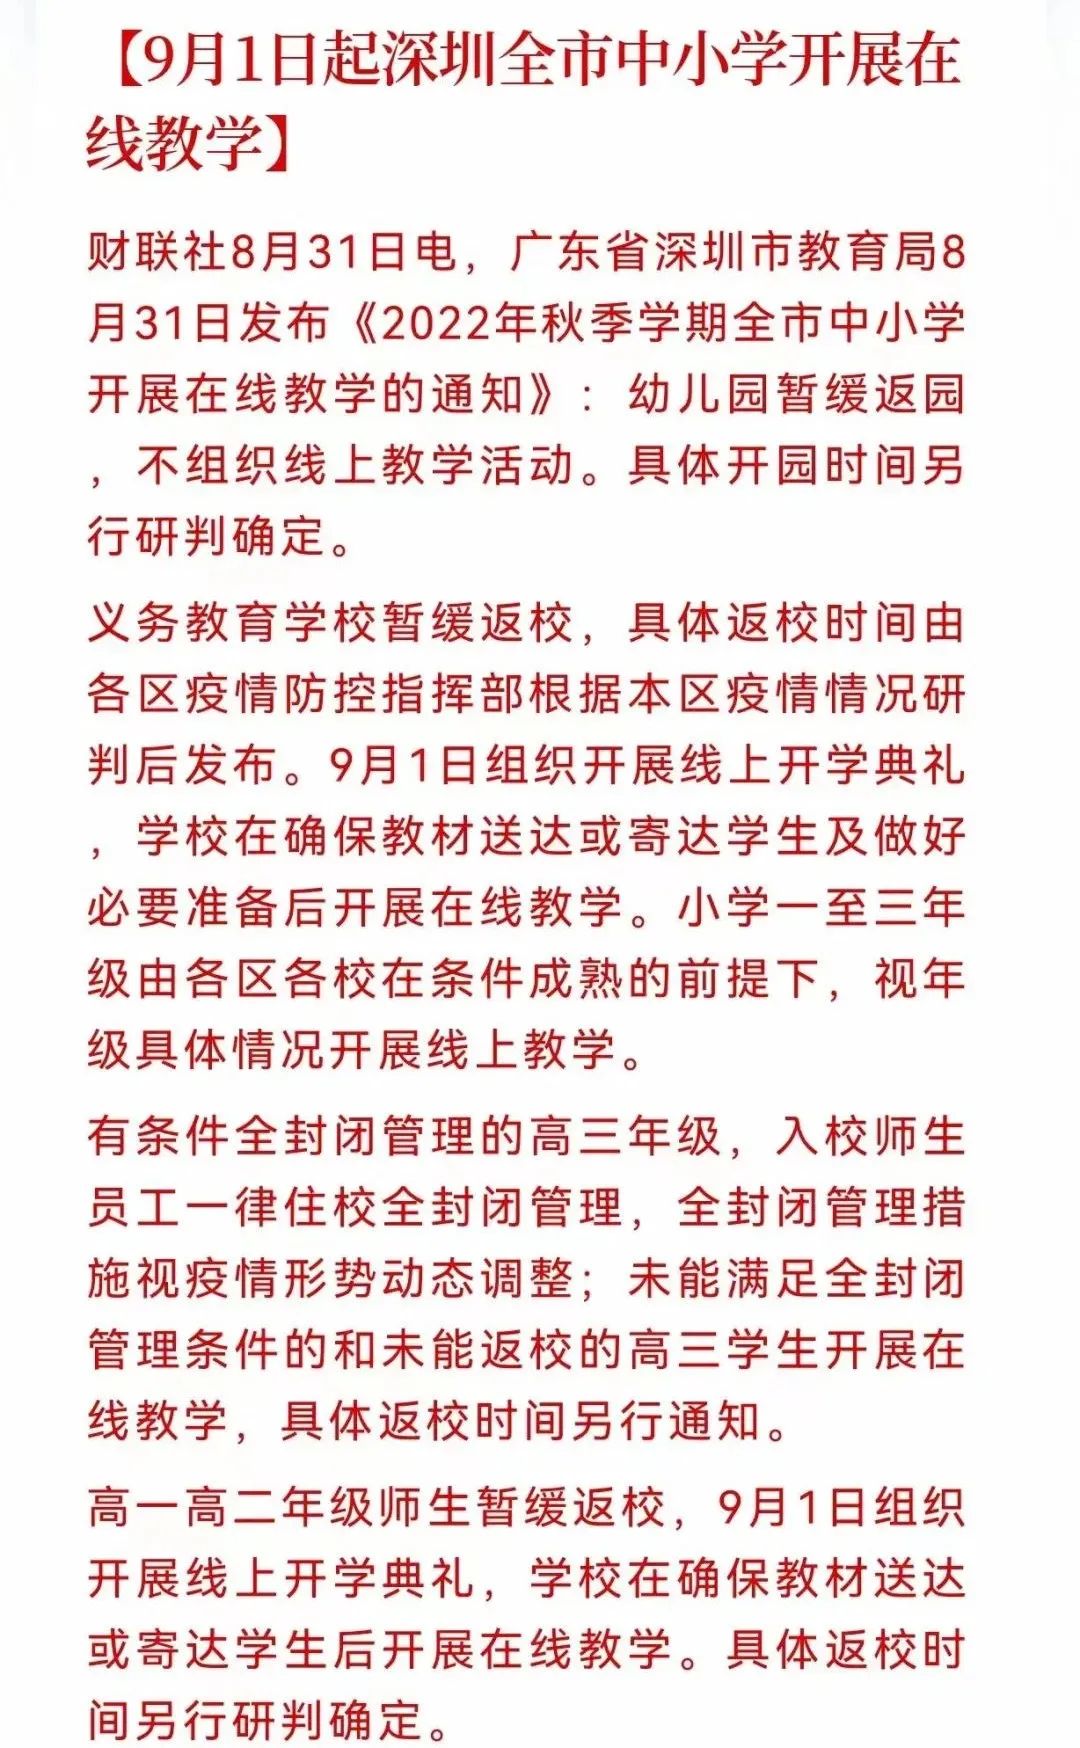 【9月1日起深圳全市中小学开展在
线教学】
财联社8月31日电，广东省深圳市教育局8
月31日发布《2022年秋季学期全市中小学
开展在线教学的通知》：幼儿园暂缓返园
，不组织线上教学活动。具体开园时间另
行研判确定。
义务教育学校暂缓返校，具体返校时间由
各区疫情防控指挥部根据本区疫情情况研
判后发布。9月1日组织开展线上开学典礼
，学校在确保教材送达或寄达学生及做好
必要准备后开展在线教学。小学一至三年
级由各区各校在条件成熟的前提下，视年
级具体情况开展线上教学。
有条件全封闭管理的高三年级，入校师生
员工一律住校全封闭管理，全封闭管理措
施视疫情形势动态调整；未能满足全封闭
管理条件的和未能返校的高三学生开展在
线教学，具体返校时间另行通知。
高一高二年级师生暂缓返校，9月1日组织
开展线上开学典礼，学校在确保教材送达
或寄达学生后开展在线教学。具体返校时
间另行研判确定。